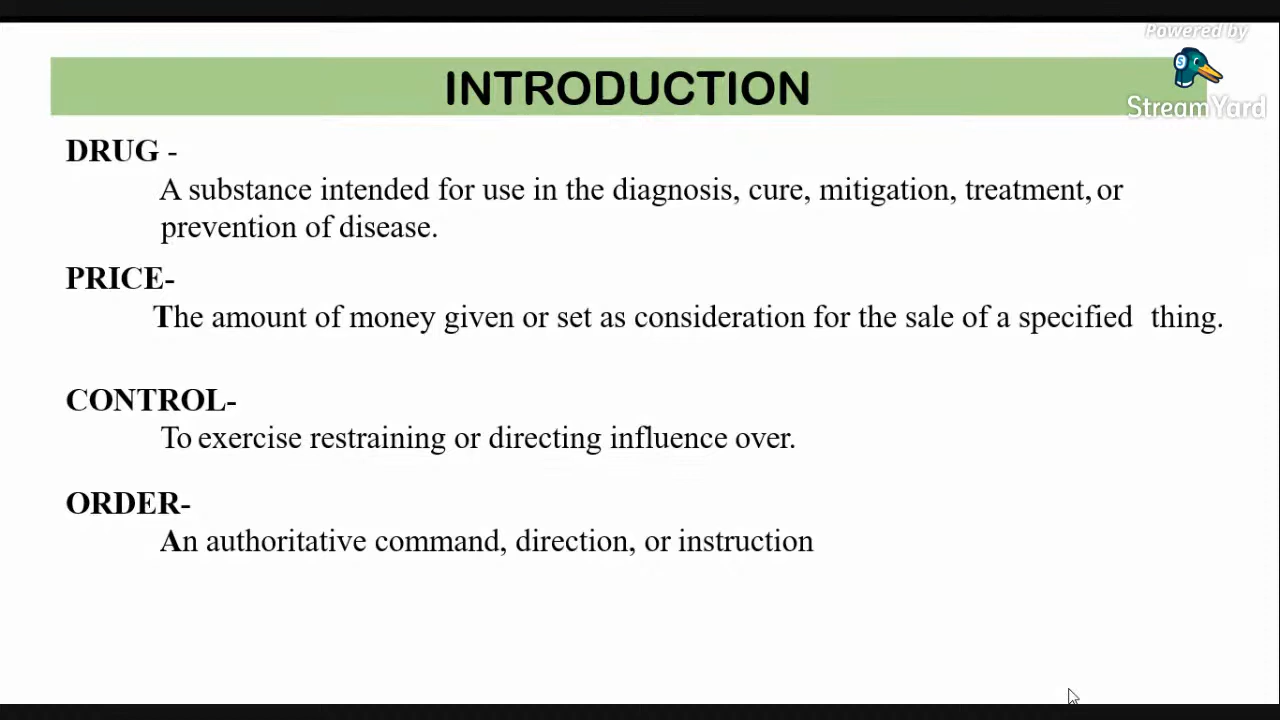 Powered by
INTRODUCTION
StreamYard
DRUG -
A substance intended for use in the diagnosis, cure, mitigation, treatment, or
prevention of disease.
PRICE-
The amount of money given or set as consideration for the sale of a specified thing.
CONTROL-
To exercise restraining or directing influence over.
ORDER-
An authoritative command, direction, or instruction